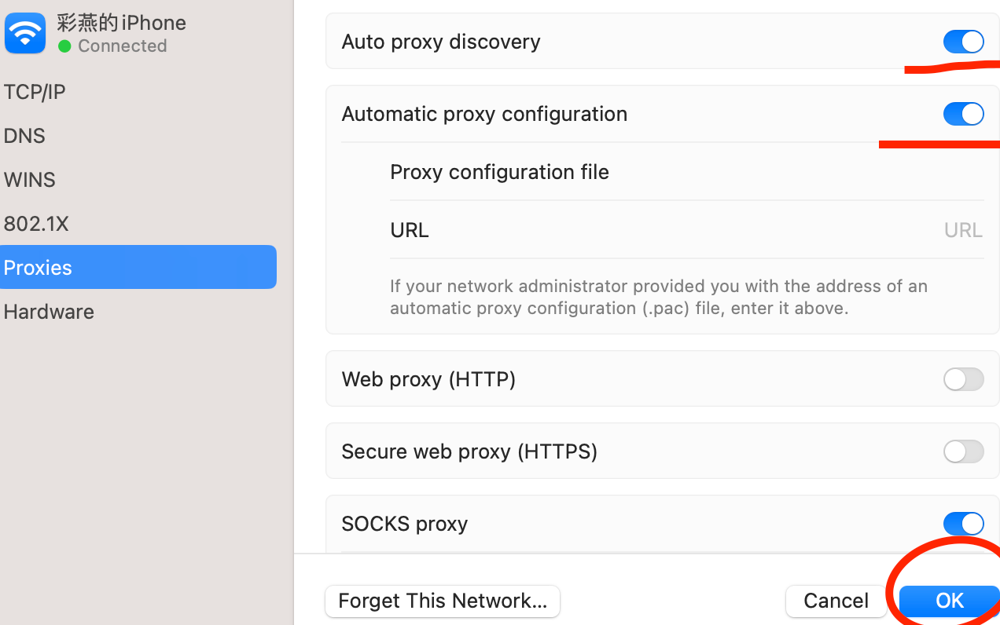 彩燕的iPhone
Connected
TCP/IP
DNS
WINS
802.1X
Proxies
Hardware
Auto proxy discovery
Automatic proxy configuration
Proxy configuration file
URL URL
If your network administrator provided you with the address of an
automatic proxy configuration (.pac) file, enter it above.
Web proxy (HTTP)
Secure web proxy (HTTPS)
SOCKS proxy
Forget This Network... Cancel OK